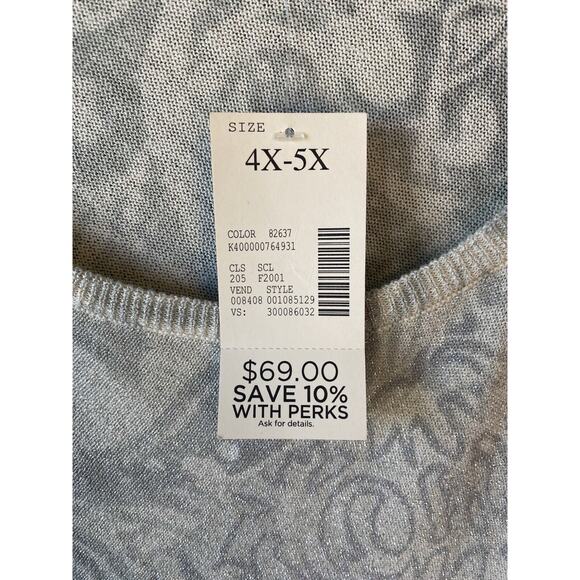 SIZE
4X-5X
COLOR 82637
K400000764931
CLS SCL
205 F2001
VEND STYLE
008408 001085129
VS: 300086032
$69.00
SAVE 10%
WITH PERKS
Ask for details.